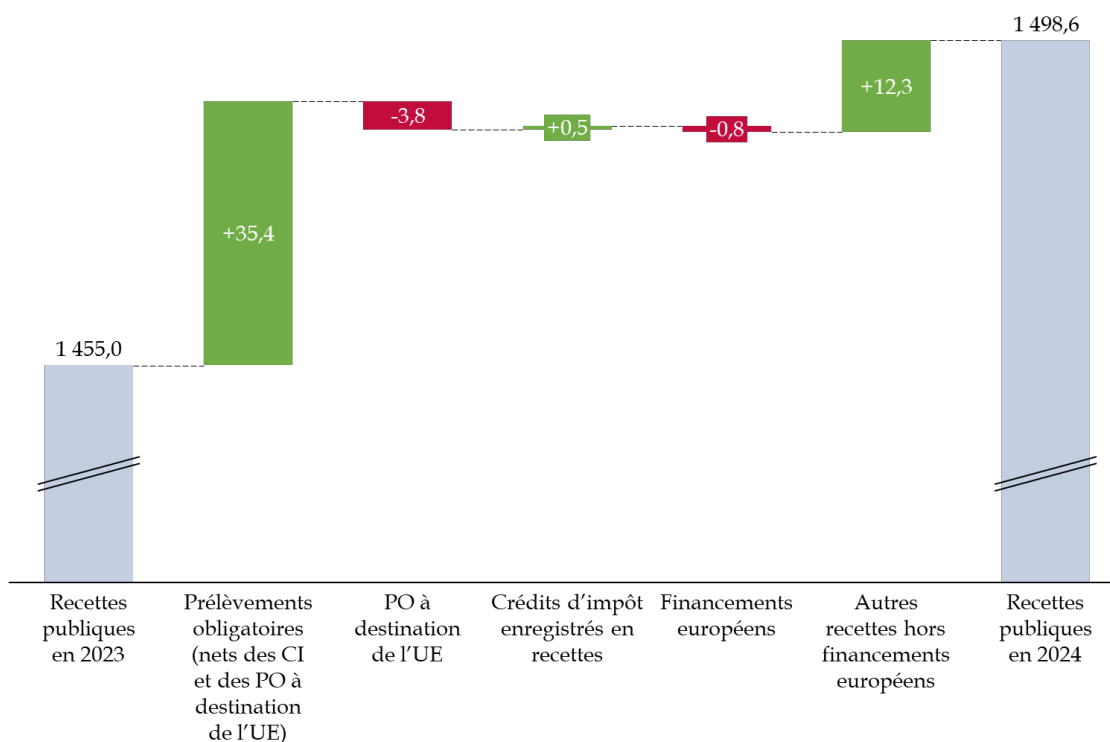 1 498,6
+12,3
-3,8
+0,5
-0,8
+35,4
1 455,0
Recettes
publiques
en 2023
Prélèvements
obligatoires
(nets des CI
et des PO à
destination
de l’UE)
PO à
destination
de l’UE
Crédits d’impôt
enregistrés en
recettes
Financements
européens
Autres
recettes hors
financements
européens
Recettes
publiques
en 2024